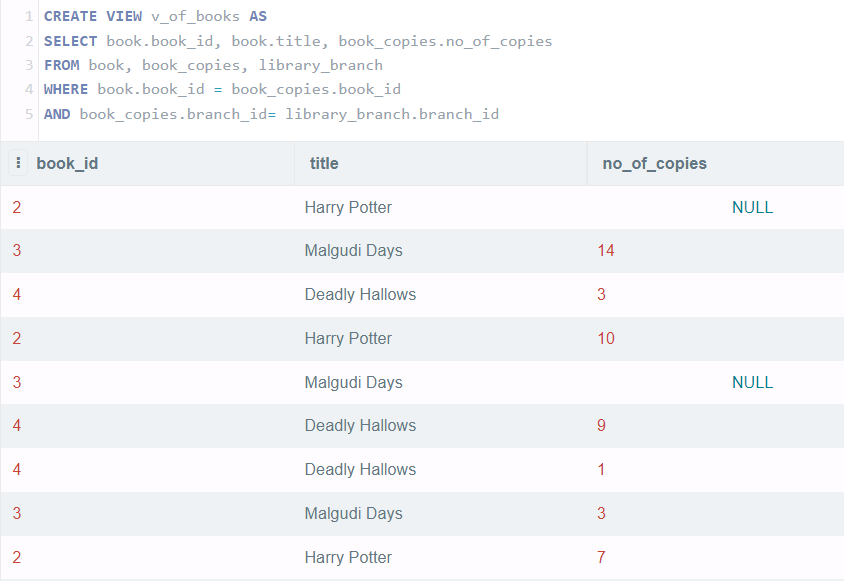 1 CREATE VIEW v_of_books AS
2 SELECT book.book_id, book.title, book_copies.no_of_copies
3 FROM book, book_copies, library_branch
4 WHERE book.book_id = book_copies.book_id
5 AND book_copies.branch_id= library_branch.branch_id
book_id title no_of_copies
2 Harry Potter NULL
3 Malgudi Days 14
4 Deadly Hallows 3
2 Harry Potter 10
3 Malgudi Days NULL
4 Deadly Hallows 9
4 Deadly Hallows 1
3 Malgudi Days 3
2 Harry Potter 7